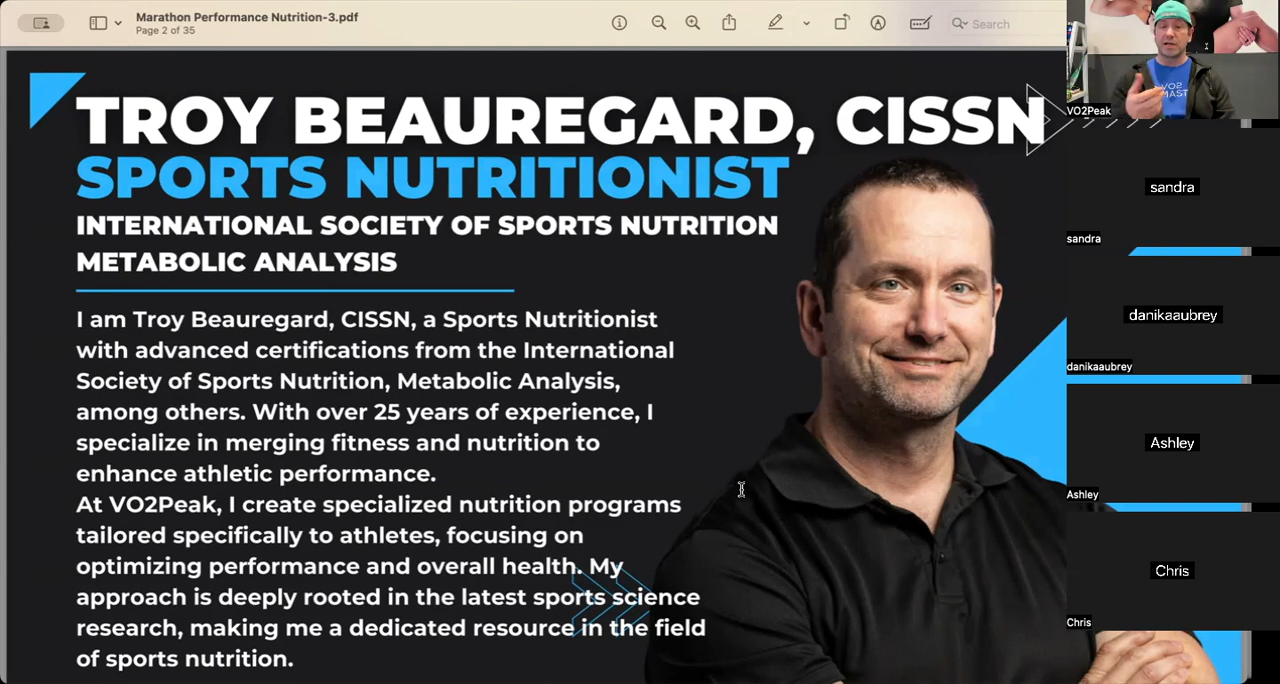 Marathon Performance Nutrition-3.pdf
Page 2 of 35
Search
TROY BEAUREGARD, CISSN
SPORTS NUTRITIONIST
INTERNATIONAL SOCIETY OF SPORTS NUTRITION
METABOLIC ANALYSIS
I am Troy Beauregard, CISSN, a Sports Nutritionist
with advanced certifications from the International
Society of Sports Nutrition, Metabolic Analysis,
among others. With over 25 years of experience, I
specialize in merging fitness and nutrition to
enhance athletic performance.
At VO2Peak, I create specialized nutrition programs
tailored specifically to athletes, focusing on
optimizing performance and overall health. My
approach is deeply rooted in the latest sports science
research, making me a dedicated resource in the field
of sports nutrition.
VO2Peak
sandra
sandra
danikaaubrey
danikaaubrey
Ashley
Ashley
Chris
Chris